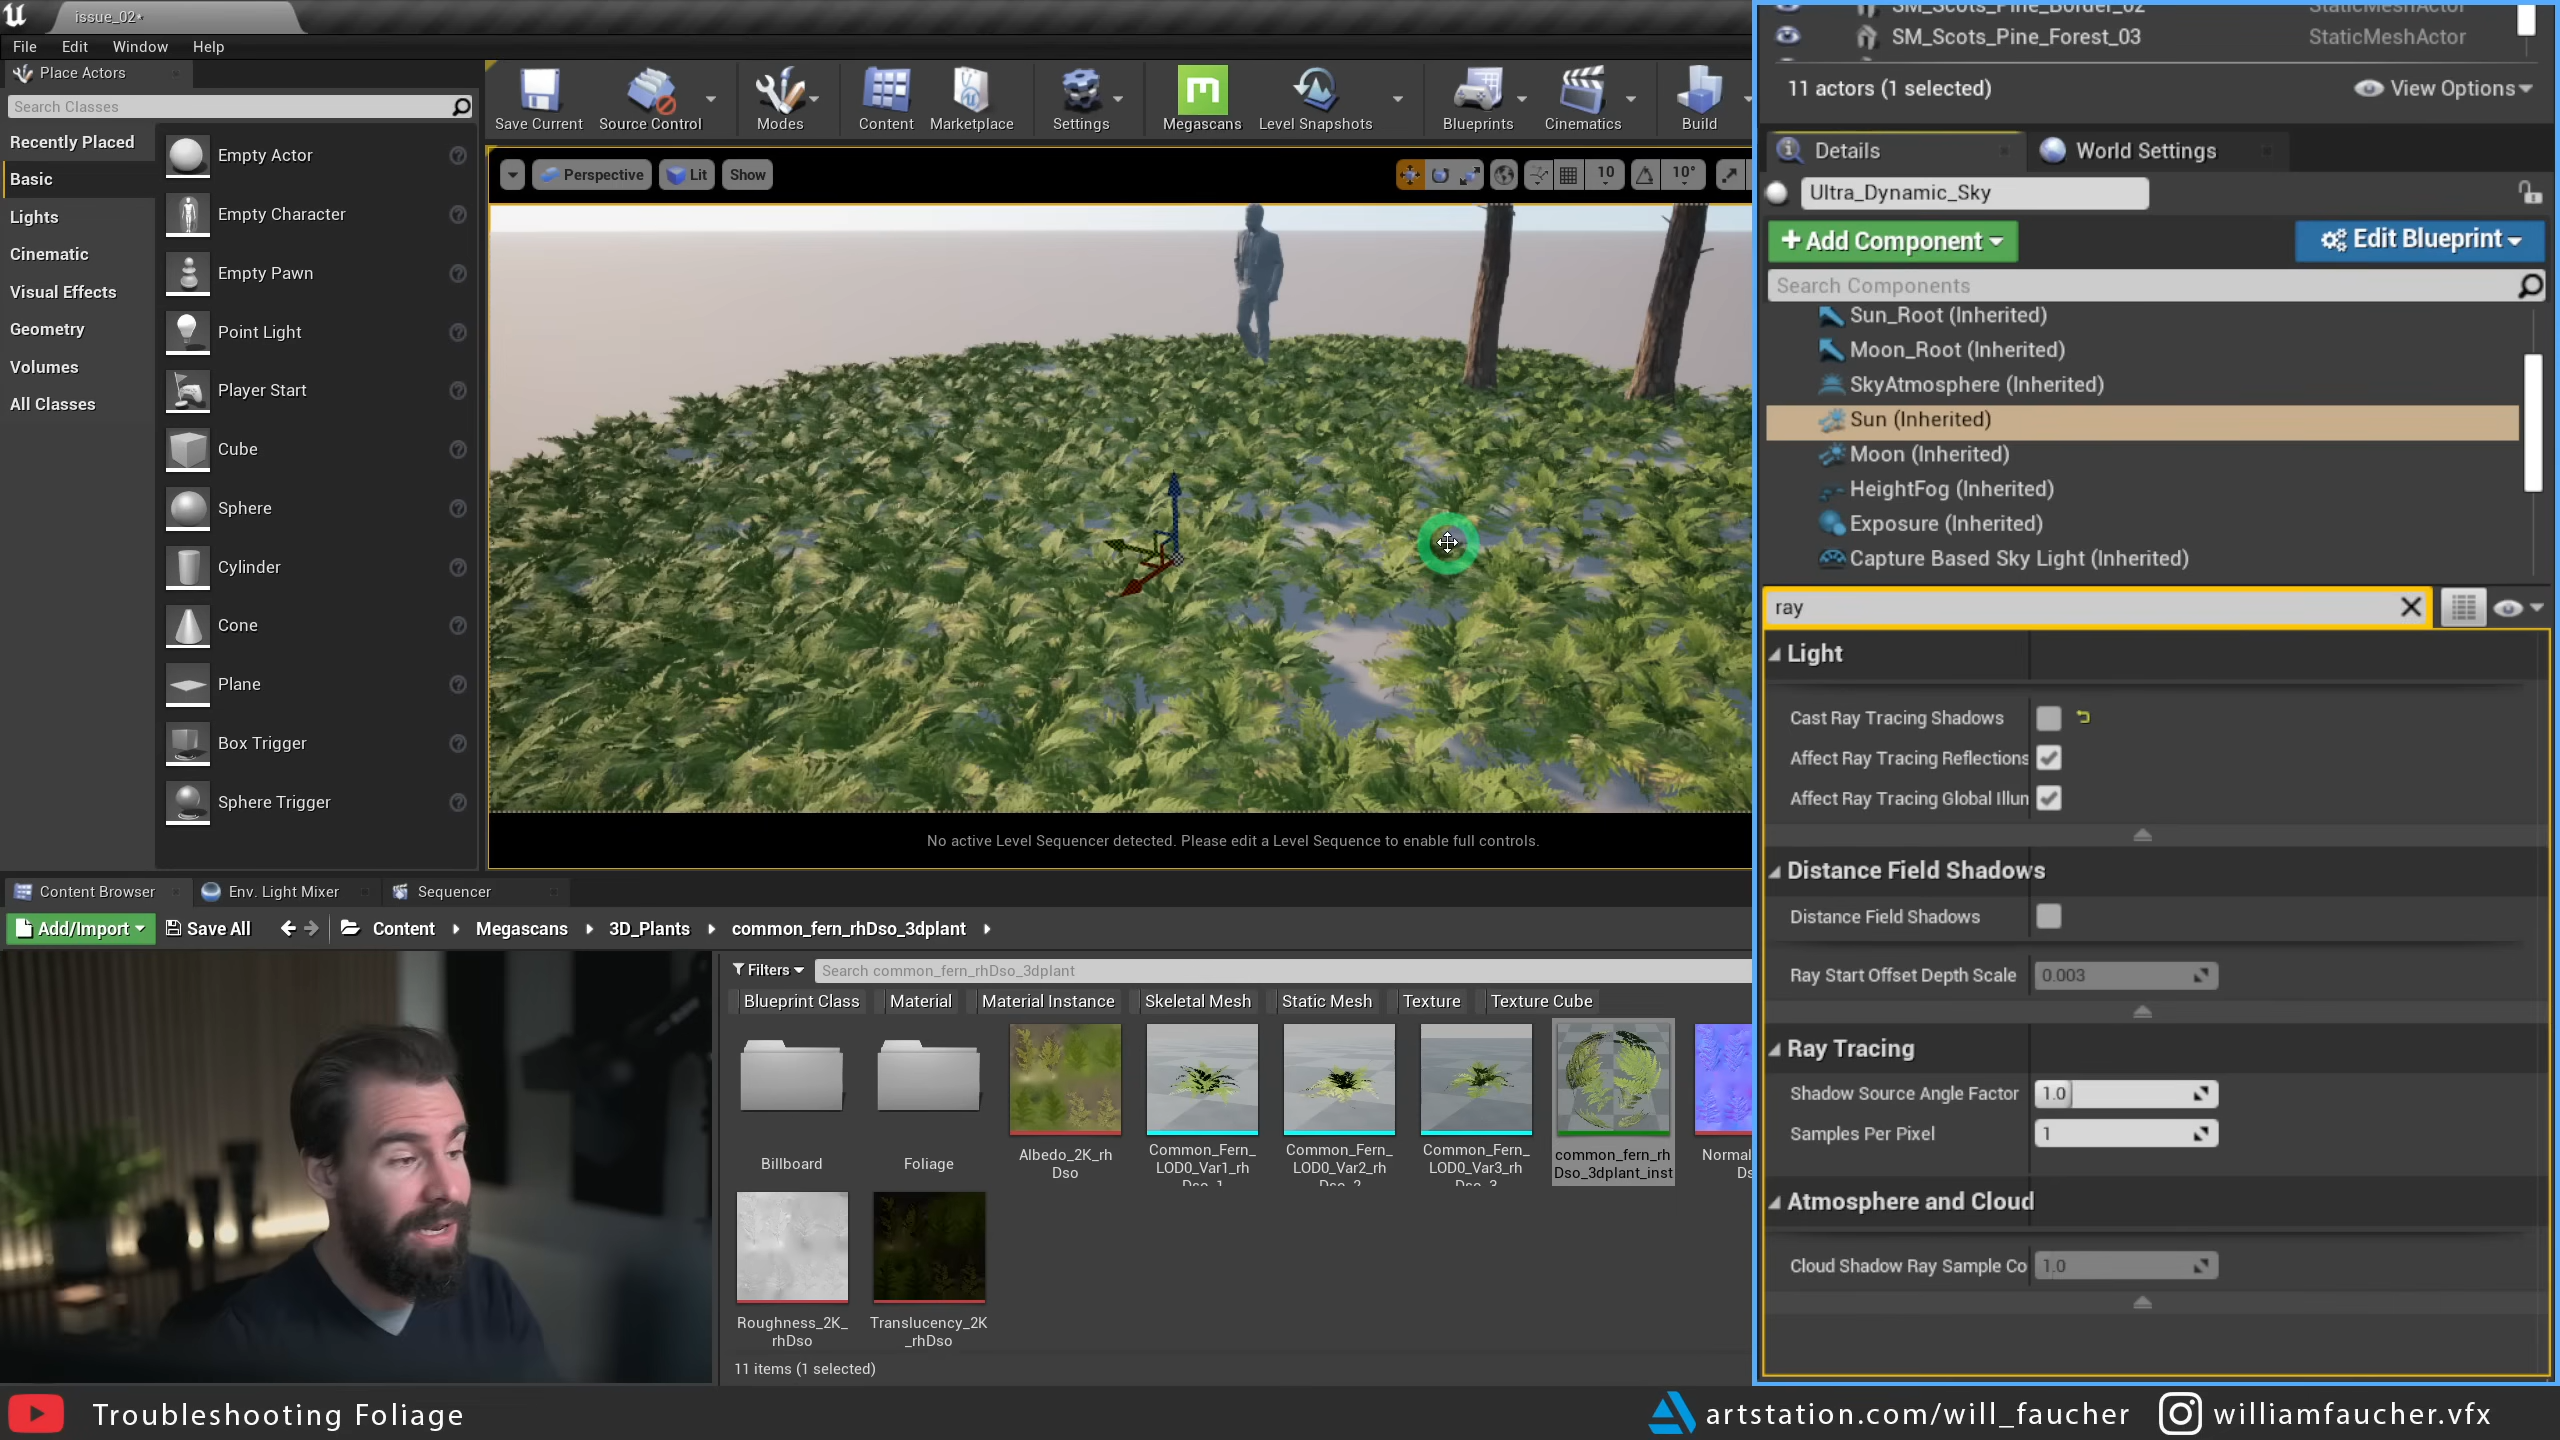 issue_02*
File Edit Window Help
Place Actors
Search Classes
Recently Placed
Basic
Lights
Cinematic
Visual Effects
Geometry
Volumes
All Classes
Empty Actor
Empty Character
Empty Pawn
Point Light
Player Start
Cube
Sphere
Cylinder
Cone
Plane
Box Trigger
Sphere Trigger
Save Current Source Control Modes Content Marketplace Settings Megascans Level Snapshots Blueprints Cinematics Build
Perspective Lit Show 10 10°
No active Level Sequencer detected. Please edit a Level Sequence to enable full controls.
Content Browser Env. Light Mixer Sequencer
Add/Import Save All Content Megascans 3D_Plants common_fern_rhDso_3dplant
Filters Search common_fern_rhDso_3dplant
Blueprint Class Material Material Instance Skeletal Mesh Static Mesh Texture Texture Cube
Billboard
Foliage
Albedo_2K_rh
Dso
Common_Fern_
LOD0_Var1_rh
Dso_1
Common_Fern_
LOD0_Var2_rh
Dso_2
Common_Fern_
LOD0_Var3_rh
Dso_3
common_fern_rh
Dso_3dplant_inst
Normal
Ds
Roughness_2K_
rhDso
Translucency_2K
_rhDso
11 items (1 selected)
SM_Scots_Pine_Border_02 StaticMeshActor
SM_Scots_Pine_Forest_03 StaticMeshActor
11 actors (1 selected) View Options
Details World Settings
Ultra_Dynamic_Sky
+ Add Component Edit Blueprint
Search Components
Sun_Root (Inherited)
Moon_Root (Inherited)
SkyAtmosphere (Inherited)
Sun (Inherited)
Moon (Inherited)
HeightFog (Inherited)
Exposure (Inherited)
Capture Based Sky Light (Inherited)
ray
Light
Cast Ray Tracing Shadows
Affect Ray Tracing Reflections
Affect Ray Tracing Global Illun
Distance Field Shadows
Distance Field Shadows
Ray Start Offset Depth Scale 0.003
Ray Tracing
Shadow Source Angle Factor 1.0
Samples Per Pixel 1
Atmosphere and Cloud
Cloud Shadow Ray Sample Co 1.0
Troubleshooting Foliage
artstation.com/will_faucher williamfaucher.vfx